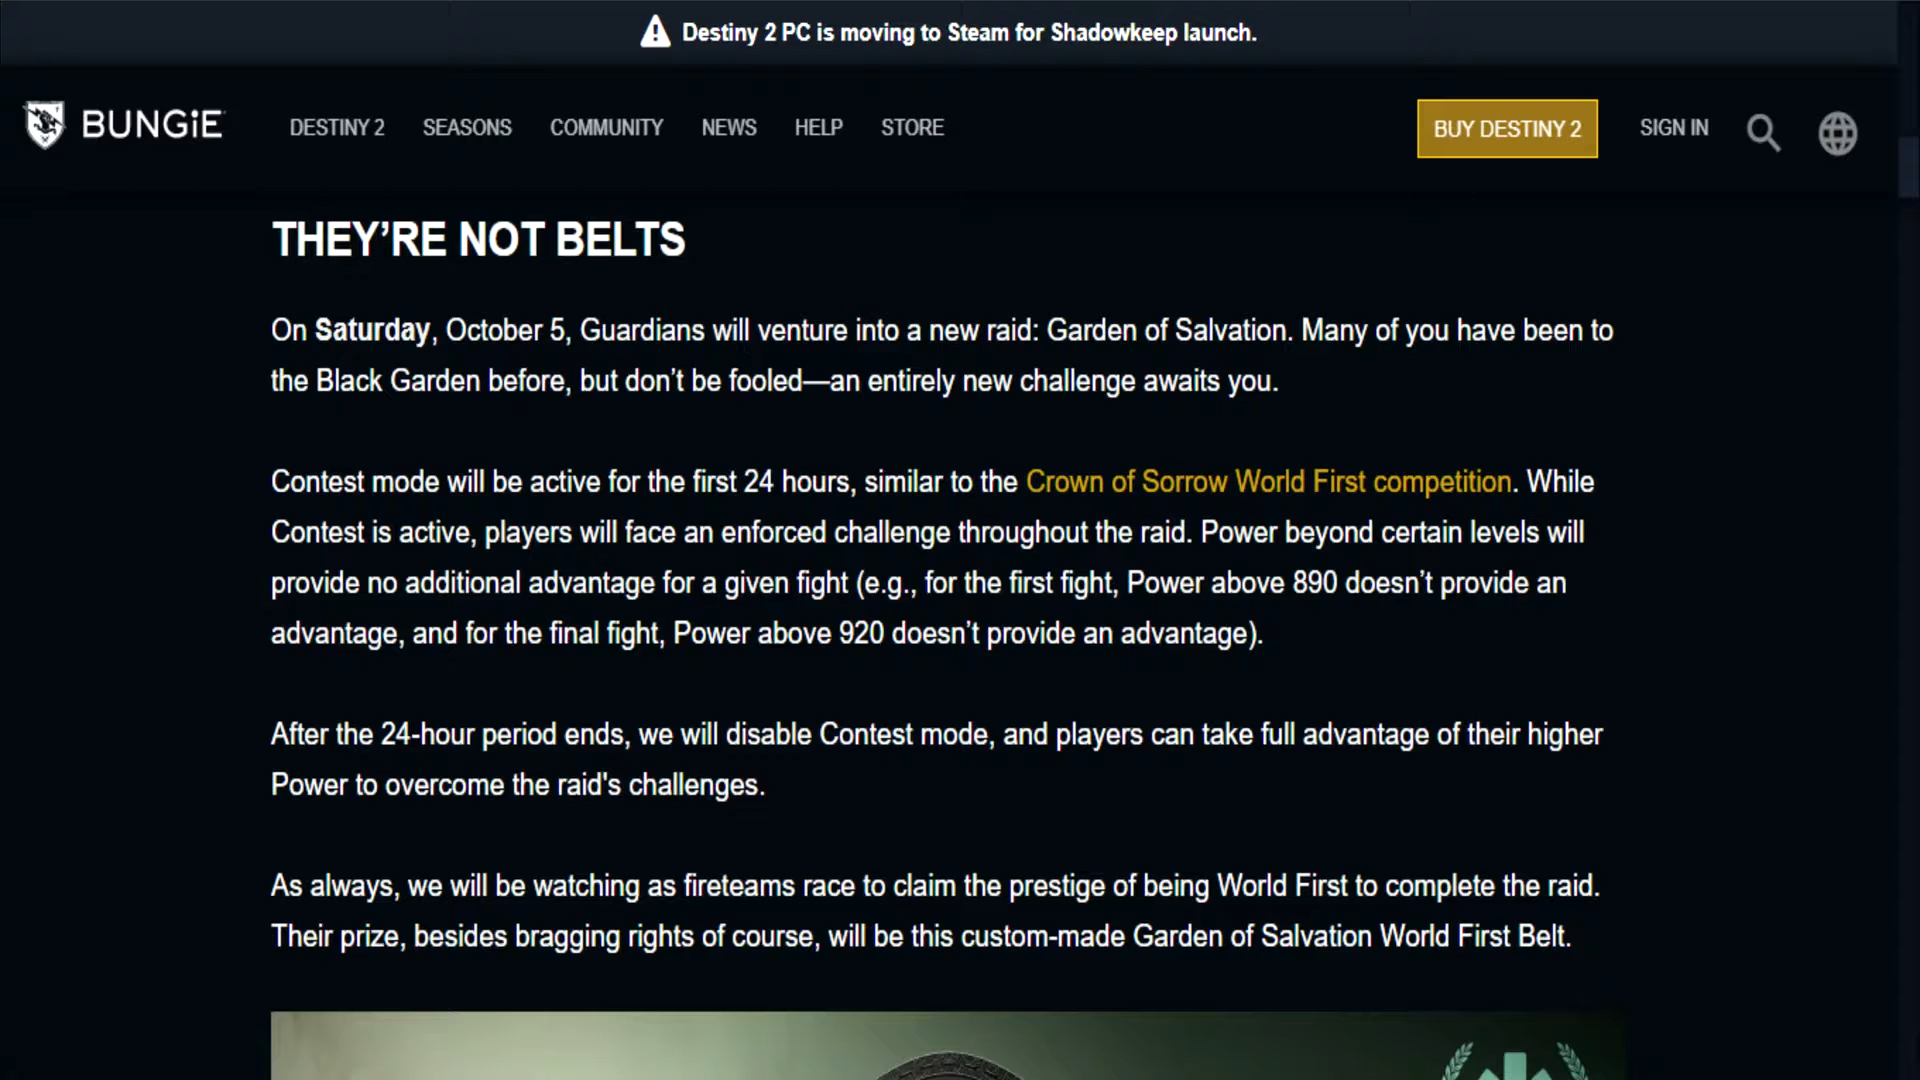 Destiny 2 PC is moving to Steam for Shadowkeep launch.
BUNGiE DESTINY 2 SEASONS COMMUNITY NEWS HELP STORE BUY DESTINY 2 SIGN IN
THEY’RE NOT BELTS
On Saturday, October 5, Guardians will venture into a new raid: Garden of Salvation. Many of you have been to
the Black Garden before, but don’t be fooled—an entirely new challenge awaits you.
Contest mode will be active for the first 24 hours, similar to the Crown of Sorrow World First competition. While
Contest is active, players will face an enforced challenge throughout the raid. Power beyond certain levels will
provide no additional advantage for a given fight (e.g., for the first fight, Power above 890 doesn’t provide an
advantage, and for the final fight, Power above 920 doesn’t provide an advantage).
After the 24-hour period ends, we will disable Contest mode, and players can take full advantage of their higher
Power to overcome the raid's challenges.
As always, we will be watching as fireteams race to claim the prestige of being World First to complete the raid.
Their prize, besides bragging rights of course, will be this custom-made Garden of Salvation World First Belt.